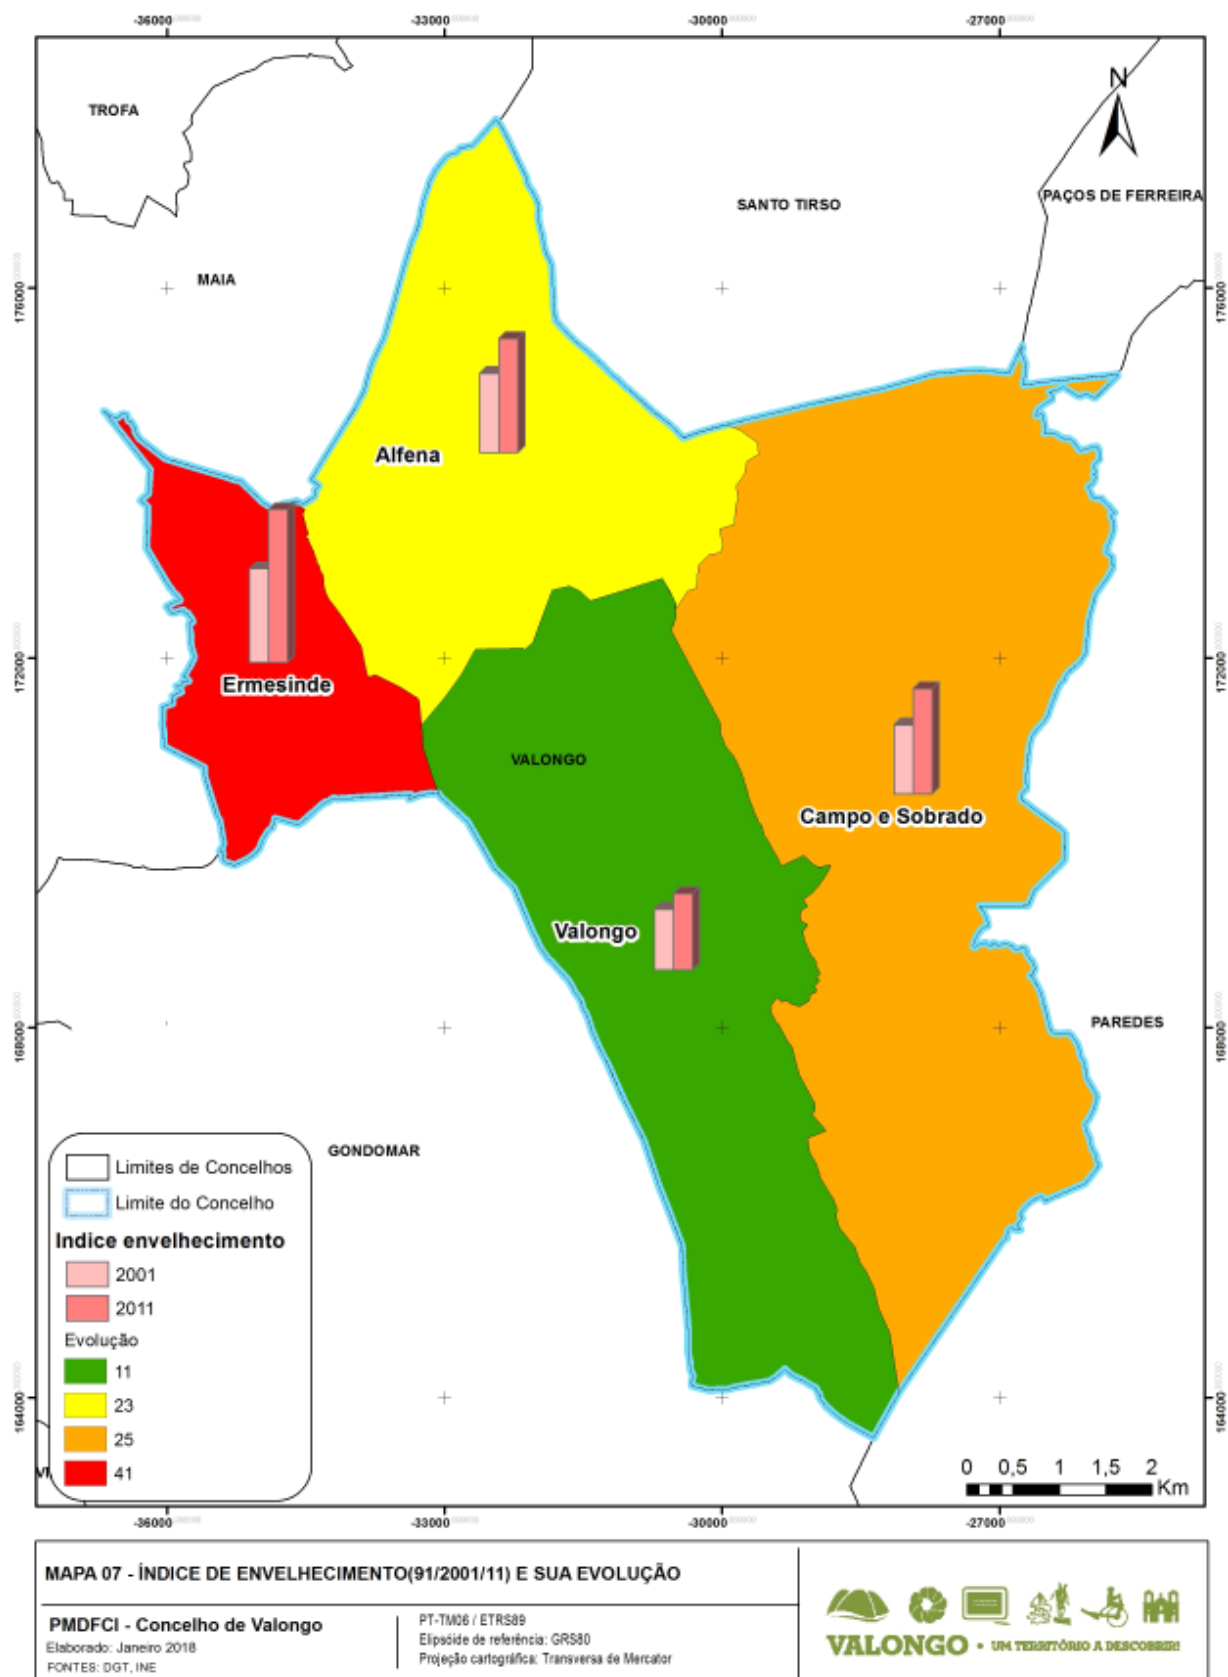 -36000
-33000
-30000
-27000
N
TROFA
SANTO TIRSO
PAÇOS DE FERREIRA
MAIA
176000
176000
Alfena
172000
172000
Ermesinde
VALONGO
Campo e Sobrado
Valongo
168000
168000
PAREDES
GONDOMAR
Limites de Concelhos
Limite do Concelho
Indice envelhecimento
2001
2011
Evolução
11
23
25
41
164000
164000
0 0,5 1 1,5 2
Km
-36000
-33000
-30000
-27000
MAPA 07 - ÍNDICE DE ENVELHECIMENTO(91/2001/11) E SUA EVOLUÇÃO
PMDFCI - Concelho de Valongo
Elaborado: Janeiro 2018
FONTES: DGT, INE
PT-TM06 / ETRS89
Elipsóide de referência: GRS80
Projeção cartográfica: Transversa de Mercator
VALONGO • UM TERRITÓRIO A DESCOBRIR!